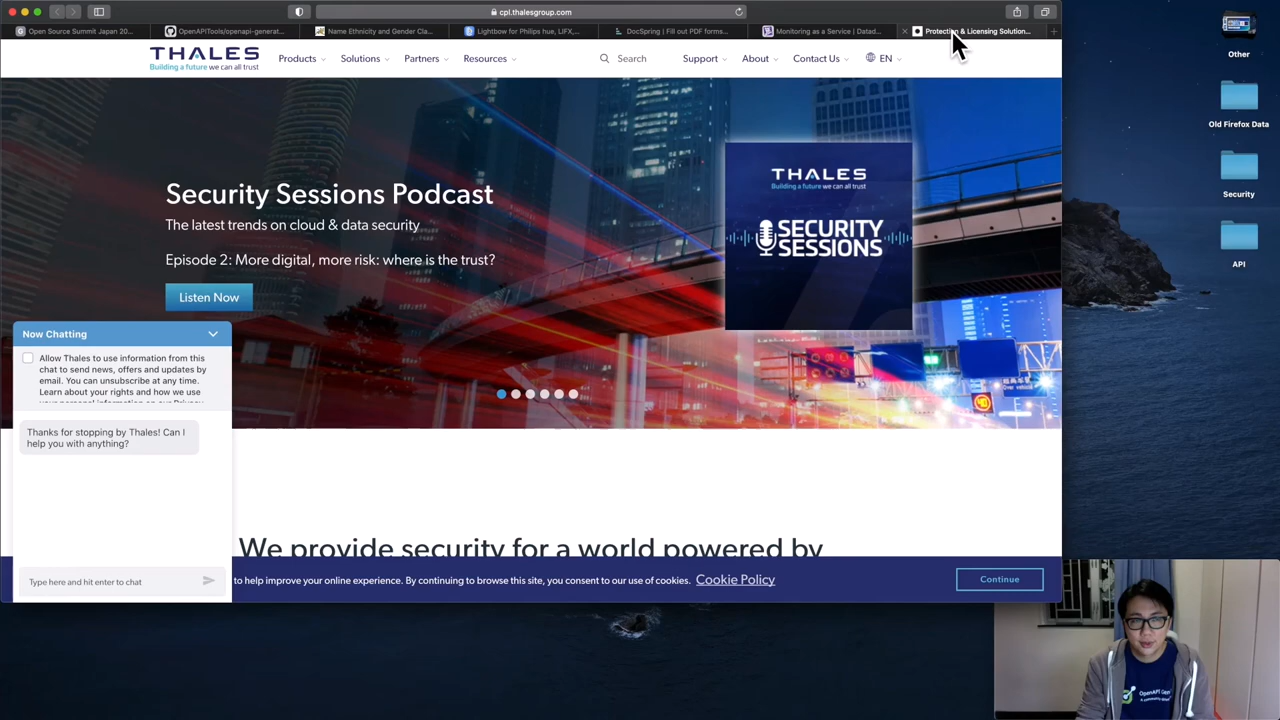 cpl.thalesgroup.com
Open Source Summit Japan 20...
OpenAPITools/openapi-generat...
Name Ethnicity and Gender Cla...
Lightbow for Philips hue, LIFX,...
DocSpring | Fill out PDF forms...
Monitoring as a Service | Datad...
Protection & Licensing Solution...
THALES
Building a future we can all trust
Products
Solutions
Partners
Resources
Search
Support
About
Contact Us
EN
Other
Old Firefox Data
Security
API
Security Sessions Podcast
The latest trends on cloud & data security
Episode 2: More digital, more risk: where is the trust?
Listen Now
THALES
Building a future we can all trust
SECURITY
SESSIONS
Now Chatting
Allow Thales to use information from this
chat to send news, offers and updates by
email. You can unsubscribe at any time.
Learn about your rights and how we use
your personal information on our Privacy
Thanks for stopping by Thales! Can I
help you with anything?
Type here and hit enter to chat
We provide security for a world powered by
to help improve your online experience. By continuing to browse this site, you consent to our use of cookies. Cookie Policy
Continue
OpenAPI Gen